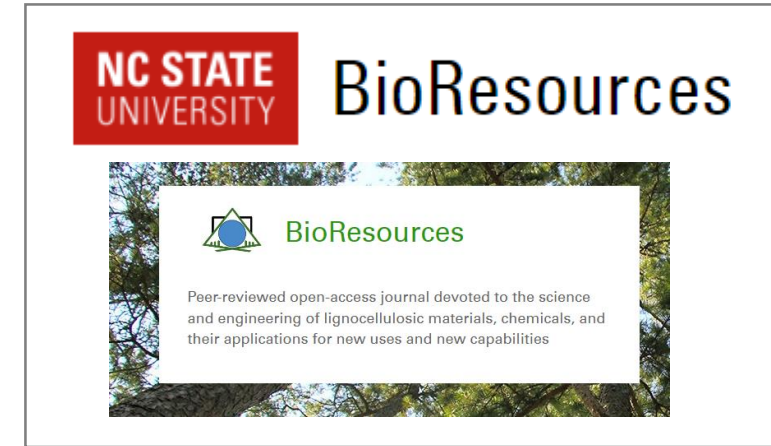 NC STATE
UNIVERSITY
BioResources
BioResources
Peer-reviewed open-access journal devoted to the science
and engineering of lignocellulosic materials, chemicals, and
their applications for new uses and new capabilities